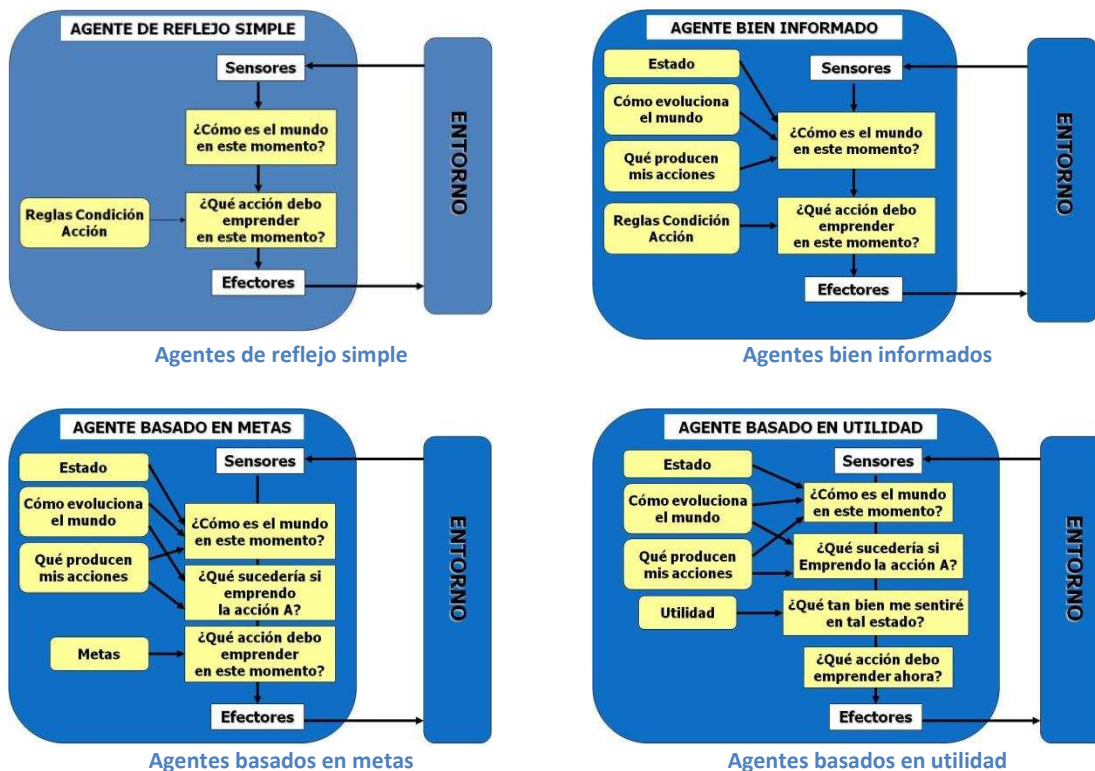 AGENTE DE REFLEJO SIMPLE
Sensores
¿Cómo es el mundo
en este momento?
Reglas Condición
Acción
¿Qué acción debo
emprender
en este momento?
Efectores
ENTORNO
Agentes de reflejo simple
AGENTE BIEN INFORMADO
Estado
Sensores
Cómo evoluciona
el mundo
¿Cómo es el mundo
en este momento?
Qué producen
mis acciones
Reglas Condición
Acción
¿Qué acción debo
emprender
en este momento?
Efectores
ENTORNO
Agentes bien informados
AGENTE BASADO EN METAS
Sensores
Estado
Cómo evoluciona
el mundo
¿Cómo es el mundo
en este momento?
Qué producen
mis acciones
¿Qué sucedería si
emprendo
la acción A?
Metas
¿Qué acción debo
emprender
en este momento?
Efectores
ENTORNO
Agentes basados en metas
AGENTE BASADO EN UTILIDAD
Sensores
Estado
Cómo evoluciona
el mundo
¿Cómo es el mundo
en este momento?
Qué producen
mis acciones
¿Qué sucedería si
Emprendo la acción A?
Utilidad
¿Qué tan bien me sentiré
en tal estado?
¿Qué acción debo
emprender ahora?
Efectores
ENTORNO
Agentes basados en utilidad